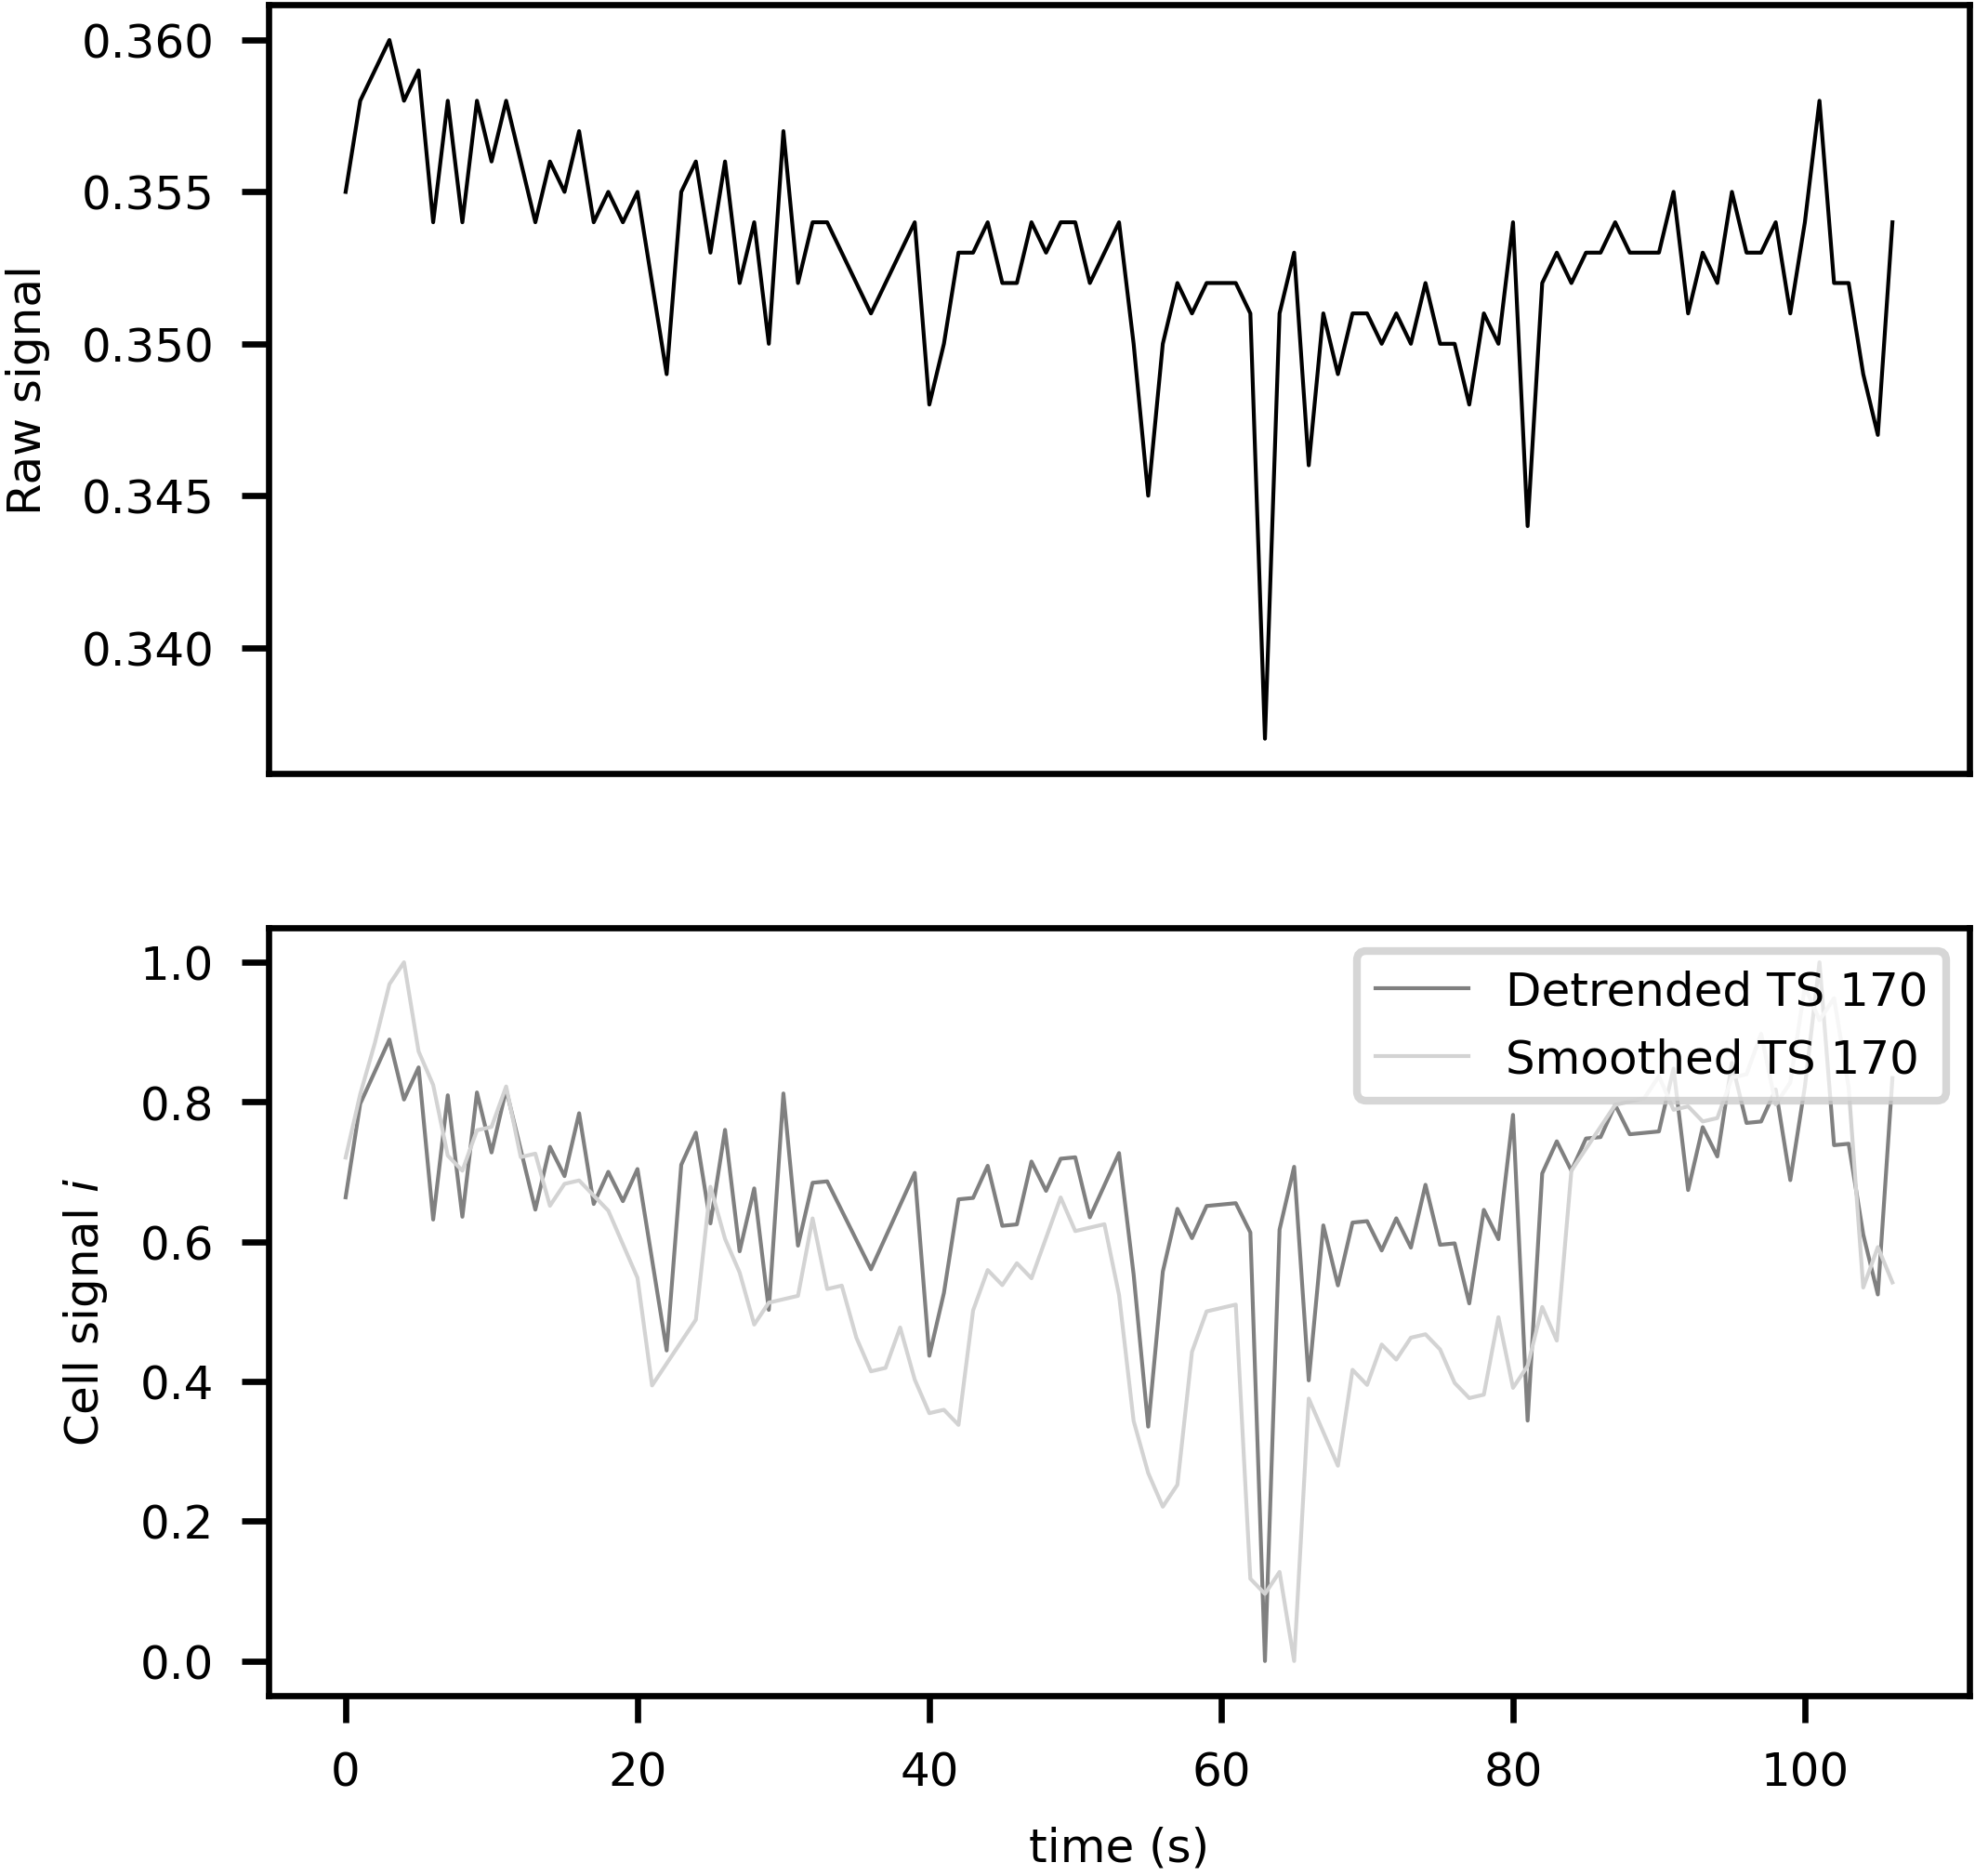 Raw signal
0.360
0.355
0.350
0.345
0.340
Cell signal i
1.0
0.8
0.6
0.4
0.2
0.0
Detrended TS 170
Smoothed TS 170
0 20 40 60 80 100
time (s)